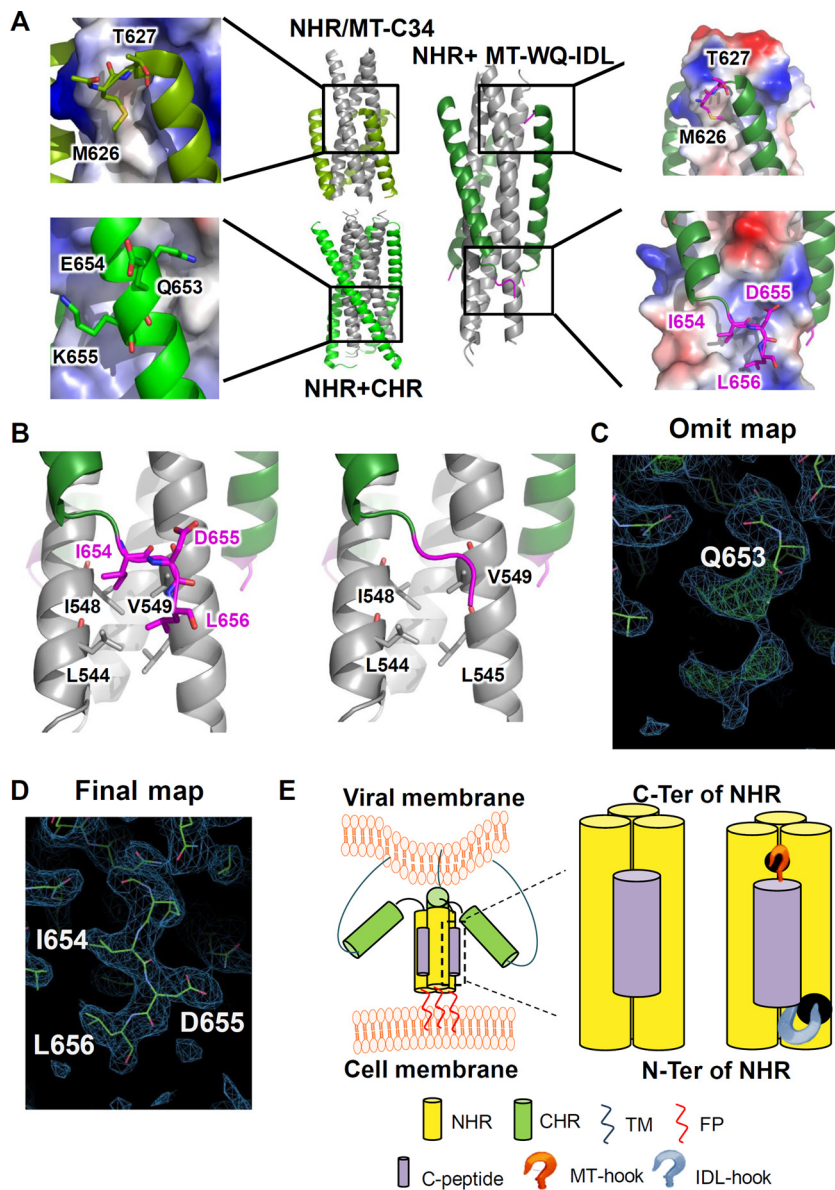 A
NHR/MT-C34
NHR+ MT-WQ-IDL
T627
M626
T627
M626
E654
Q653
K655
NHR+CHR
D655
I654
L656
B
I654
D655
I548
V549
L656
L544
V549
I548
L544
L545
C
Omit map
Q653
D
Final map
I654
D655
L656
E
Viral membrane
Cell membrane
C-Ter of NHR
N-Ter of NHR
NHR
CHR
TM
FP
C-peptide
MT-hook
IDL-hook